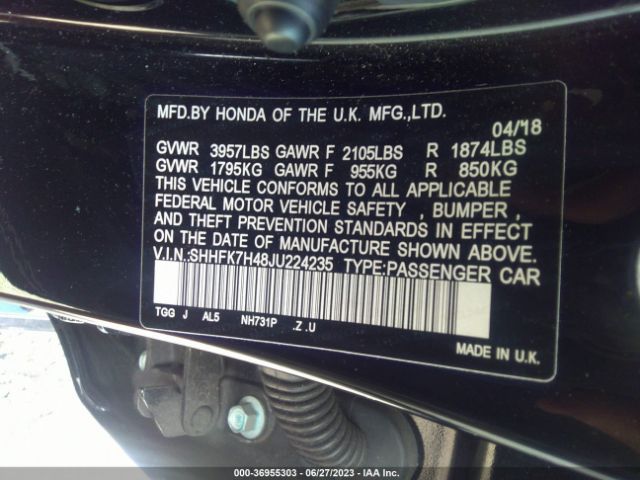 MFD.BY HONDA OF THE U.K. MFG.,LTD.
04/'18
GVWR 3957LBS GAWR F 2105LBS R 1874LBS
GVWR 1795KG GAWR F 955KG R 850KG
THIS VEHICLE CONFORMS TO ALL APPLICABLE
FEDERAL MOTOR VEHICLE SAFETY , BUMPER ,
AND THEFT PREVENTION STANDARDS IN EFFECT
ON THE DATE OF MANUFACTURE SHOWN ABOVE.
V.I.N.:SHHFK7H48JU224235 TYPE:PASSENGER CAR
TGG J AL5 NH731P .Z .U
MADE IN U.K.
000-36955303 - 06/27/2023 - IAA Inc.